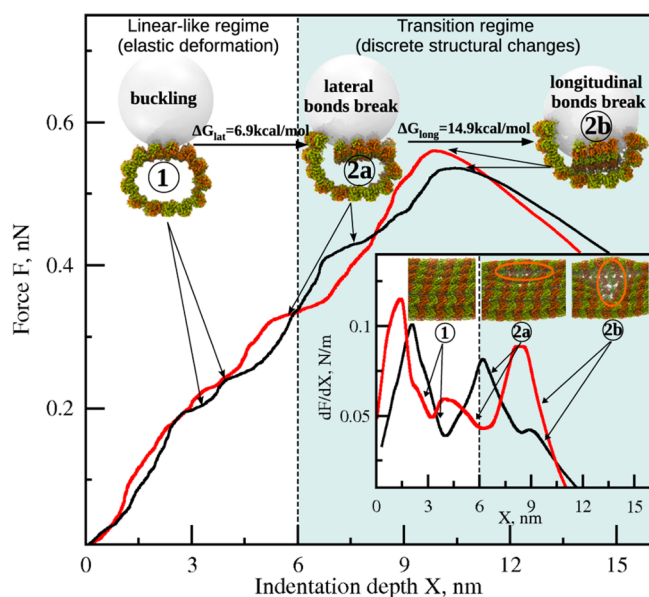 Linear-like regime
(elastic deformation)
Transition regime
(discrete structural changes)
buckling
lateral
bonds break
longitudinal
bonds break
ΔGlat=6.9kcal/mol
ΔGlong=14.9kcal/mol
1
2a
2b
Force F, nN
0
0.2
0.4
0.6
0
3
6
9
12
15
Indentation depth X, nm
dF/dX, N/m
0.05
0.1
1
2a
2b
0
3
6
9
12
15
X, nm